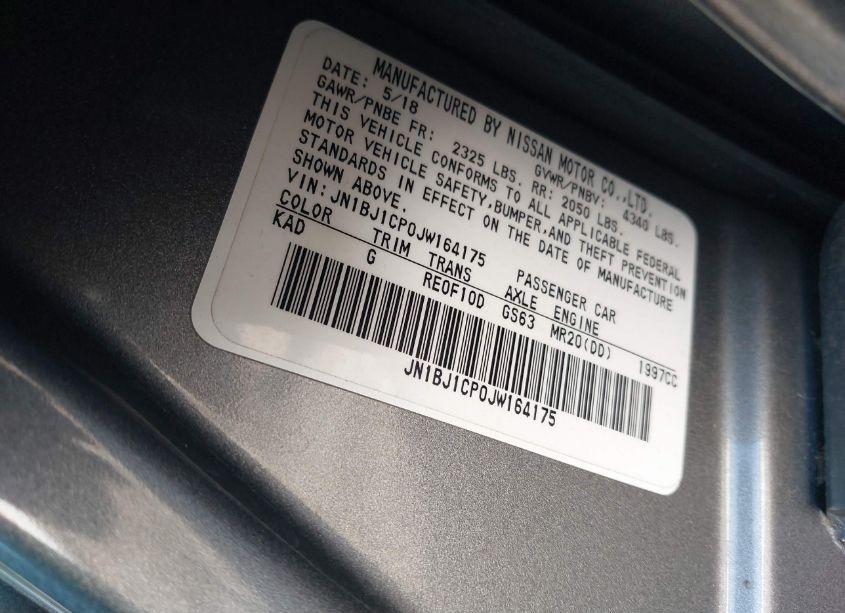 MANUFACTURED BY NISSAN MOTOR CO.,LTD.
DATE: 5/18 GVWR/PNBV: 4340 LBS.
GAWR/PNBE FR: 2325 LBS. RR: 2050 LBS.
THIS VEHICLE CONFORMS TO ALL APPLICABLE FEDERAL
MOTOR VEHICLE SAFETY,BUMPER,AND THEFT PREVENTION
STANDARDS IN EFFECT ON THE DATE OF MANUFACTURE
SHOWN ABOVE.
VIN:JN1BJ1CP0JW164175 PASSENGER CAR
COLOR TRIM TRANS AXLE ENGINE
KAD G RE0F10D GS63 MR20(DD) 1997CC
JN1BJ1CP0JW164175